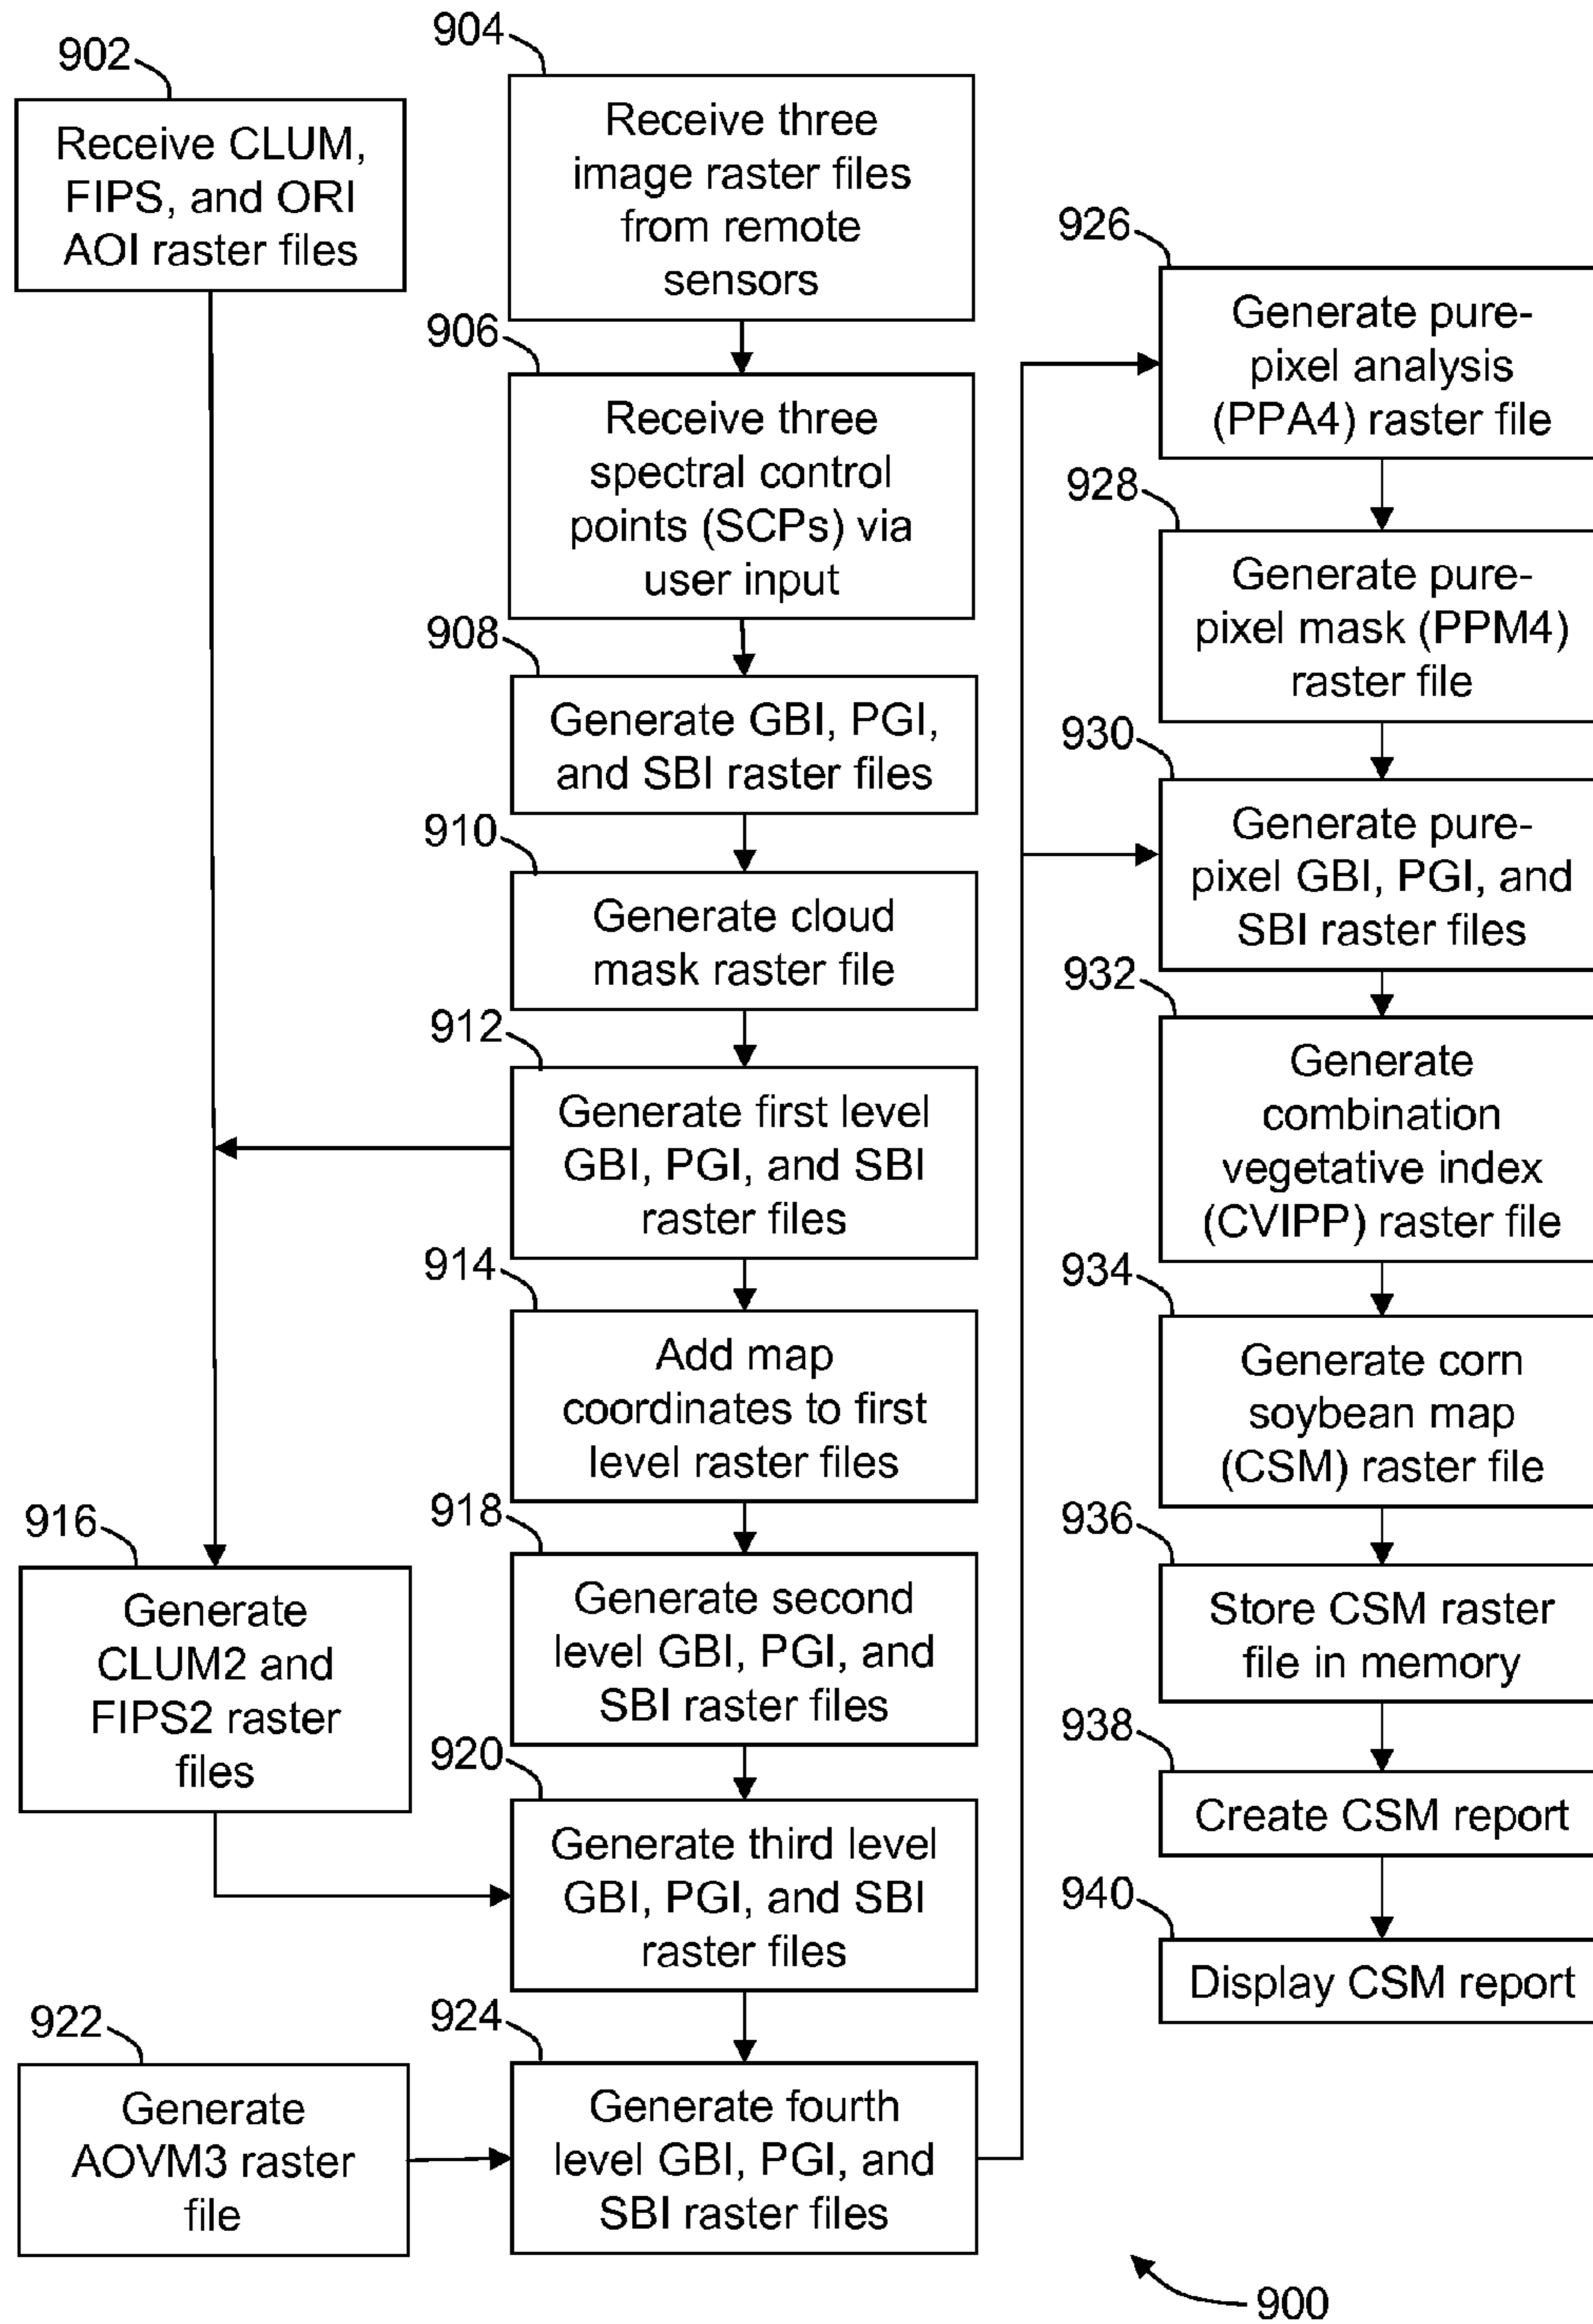 902
Receive CLUM,
FIPS, and ORI
AOI raster files
904
Receive three
image raster files
from remote
sensors
906
Receive three
spectral control
points (SCPs) via
user input
908
Generate GBI, PGI,
and SBI raster files
910
Generate cloud
mask raster file
912
Generate first level
GBI, PGI, and SBI
raster files
914
Add map
coordinates to first
level raster files
916
Generate
CLUM2 and
FIPS2 raster
files
918
Generate second
level GBI, PGI, and
SBI raster files
920
Generate third level
GBI, PGI, and SBI
raster files
922
Generate
AOVM3 raster
file
924
Generate fourth
level GBI, PGI, and
SBI raster files
926
Generate pure-
pixel analysis
(PPA4) raster file
928
Generate pure-
pixel mask (PPM4)
raster file
930
Generate pure-
pixel GBI, PGI, and
SBI raster files
932
Generate
combination
vegetative index
(CVIPP) raster file
934
Generate corn
soybean map
(CSM) raster file
936
Store CSM raster
file in memory
938
Create CSM report
940
Display CSM report
900